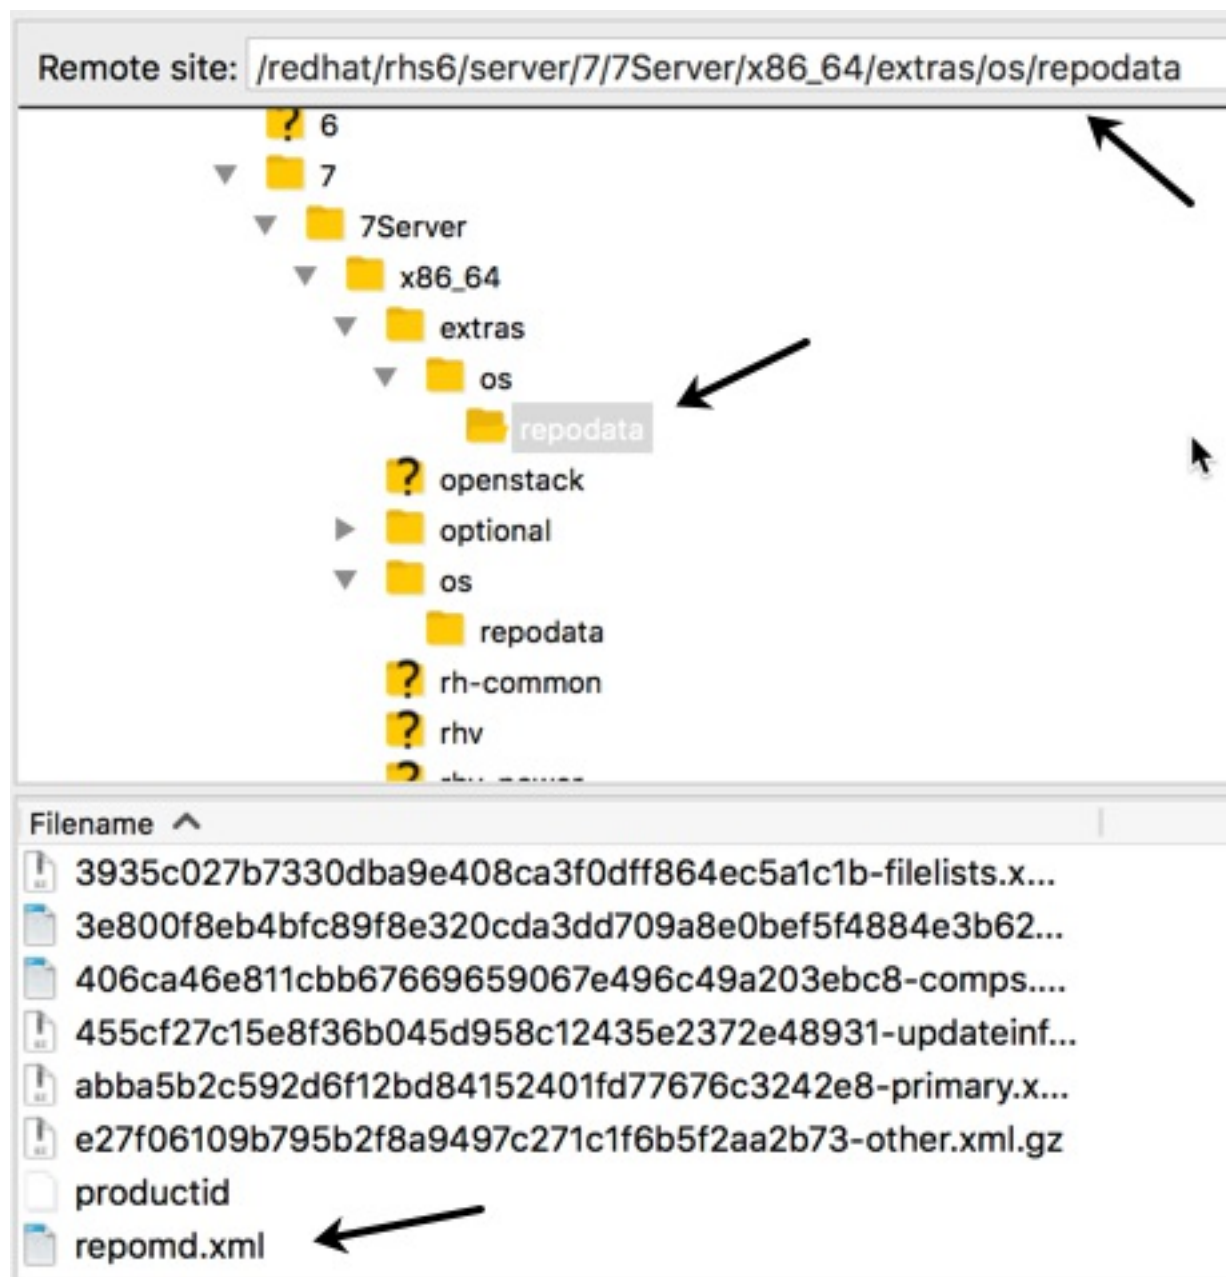 Remote site: /redhat/rhs6/server/7/7Server/x86_64/extras/os/repodata
6
7
7Server
x86_64
extras
os
repodata
openstack
optional
os
repodata
rh-common
rhv
Filename
3935c027b7330dba9e408ca3f0dff864ec5a1c1b-filelists.x...
3e800f8eb4bfc89f8e320cda3dd709a8e0bef5f4884e3b62...
406ca46e811cbb67669659067e496c49a203ebc8-comps....
455cf27c15e8f36b045d958c12435e2372e48931-updateinf...
abba5b2c592d6f12bd84152401fd77676c3242e8-primary.x...
e27f06109b795b2f8a9497c271c1f6b5f2aa2b73-other.xml.gz
productid
repomd.xml